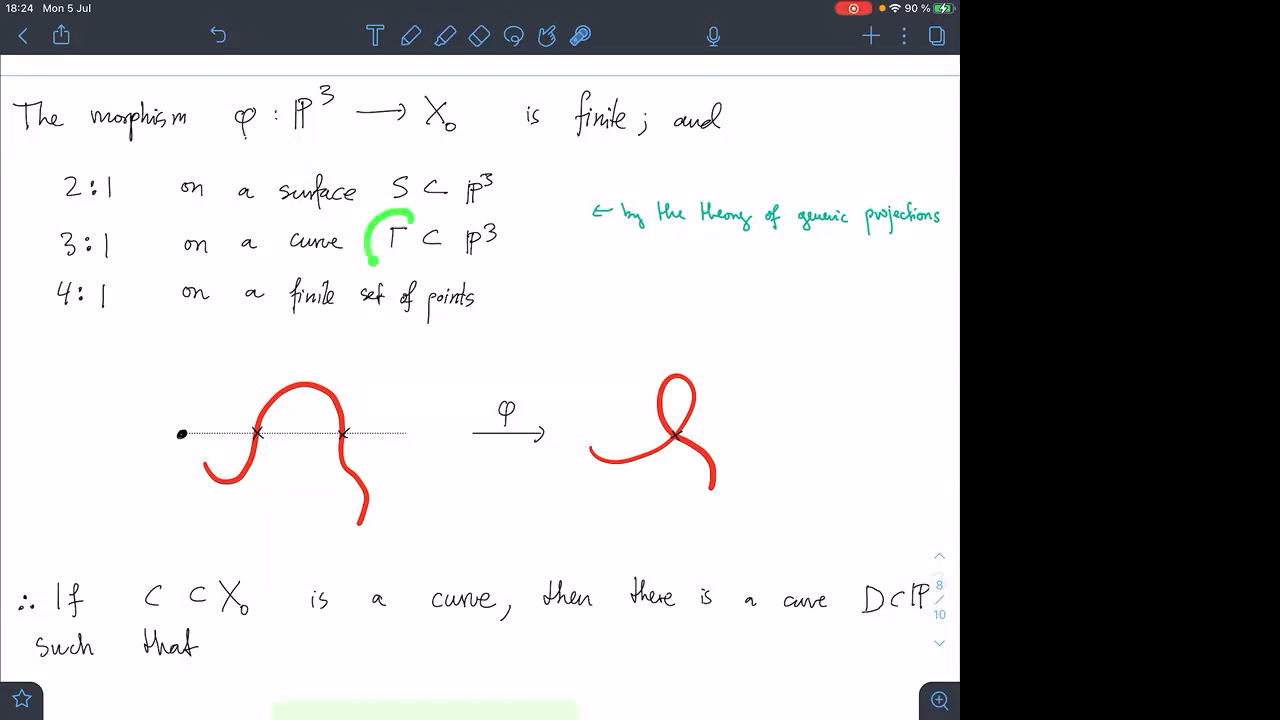 18:24 Mon 5 Jul
90 %
The morphism φ : ℙ³ → X₀ is finite; and
2:1 on a surface S ⊂ ℙ³
← by the theory of generic projections
3:1 on a curve Γ ⊂ ℙ³
4:1 on a finite set of points
φ
∴ If C ⊂ X₀ is a curve, then there is a curve D⊂ℙ
such that
8
/
10